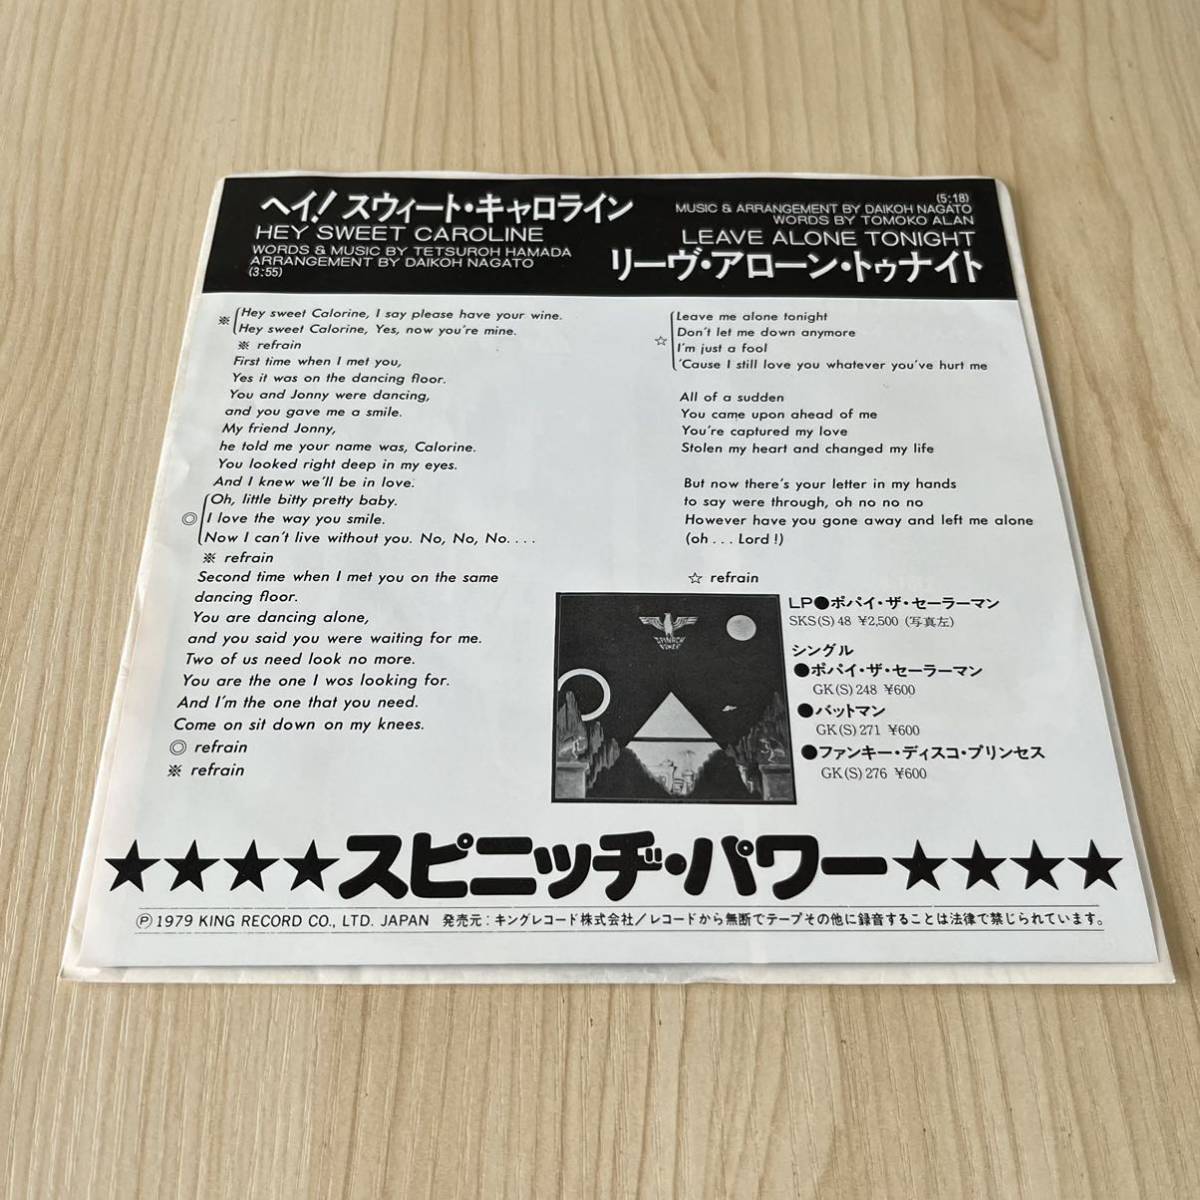 ヘイ!スウィート・キャロライン
HEY SWEET CAROLINE
WORDS & MUSIC BY TETSUROH HAMADA
ARRANGEMENT BY DAIKOH NAGATO
(3:55)
(5:18)
MUSIC & ARRANGEMENT BY DAIKOH NAGATO
WORDS BY TOMOKO ALAN
LEAVE ALONE TONIGHT
リーヴ・アローン・トゥナイト
※ Hey sweet Calorine, I say please have your wine.
Hey sweet Calorine, Yes, now you're mine.
※ refrain
First time when I met you,
Yes it was on the dancing floor.
You and Jonny were dancing,
and you gave me a smile.
My friend Jonny,
he told me your name was, Calorine.
You looked right deep in my eyes.
And I knew we'll be in love.
Oh, little bitty pretty baby.
◎ I love the way you smile.
Now I can't live without you. No, No, No. . . .
※ refrain
Second time when I met you on the same
dancing floor.
You are dancing alone,
and you said you were waiting for me.
Two of us need look no more.
You are the one I was looking for.
And I'm the one that you need.
Come on sit down on my knees.
◎ refrain
※ refrain
Leave me alone tonight
Don't let me down anymore
☆ I'm just a fool
'Cause I still love you whatever you've hurt me
All of a sudden
You came upon ahead of me
You're captured my love
Stolen my heart and changed my life
But now there's your letter in my hands
to say were through, oh no no no
However have you gone away and left me alone
(oh . . . Lord !)
☆ refrain
SPINACH POWER
LP●ポパイ・ザ・セーラーマン
SKS(S) 48 ¥2,500 (写真左)
シングル
●ポパイ・ザ・セーラーマン
GK(S) 248 ¥600
●バットマン
GK(S) 271 ¥600
●ファンキー・ディスコ・プリンセス
GK(S) 276 ¥600
★★★★スピニッヂ・パワー★★★★
Ⓟ1979 KING RECORD CO., LTD. JAPAN 発売元:キングレコード株式会社/レコードから無断でテープその他に録音することは法律で禁じられています。